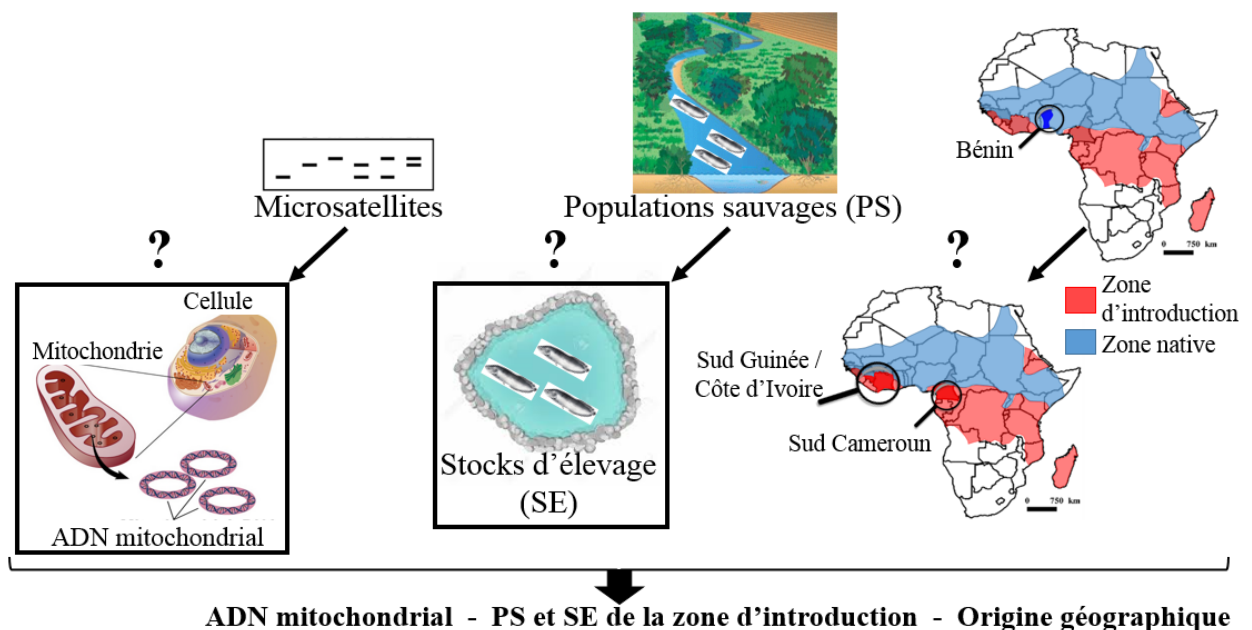 Microsatellites
Populations sauvages (PS)
Bénin
0 750 km
?
?
?
Cellule
Mitochondrie
ADN mitochondrial
Stocks d'élevage
(SE)
Sud Guinée /
Côte d'Ivoire
Sud Cameroun
Zone
d'introduction
Zone native
0 750 km
ADN mitochondrial - PS et SE de la zone d'introduction - Origine géographique